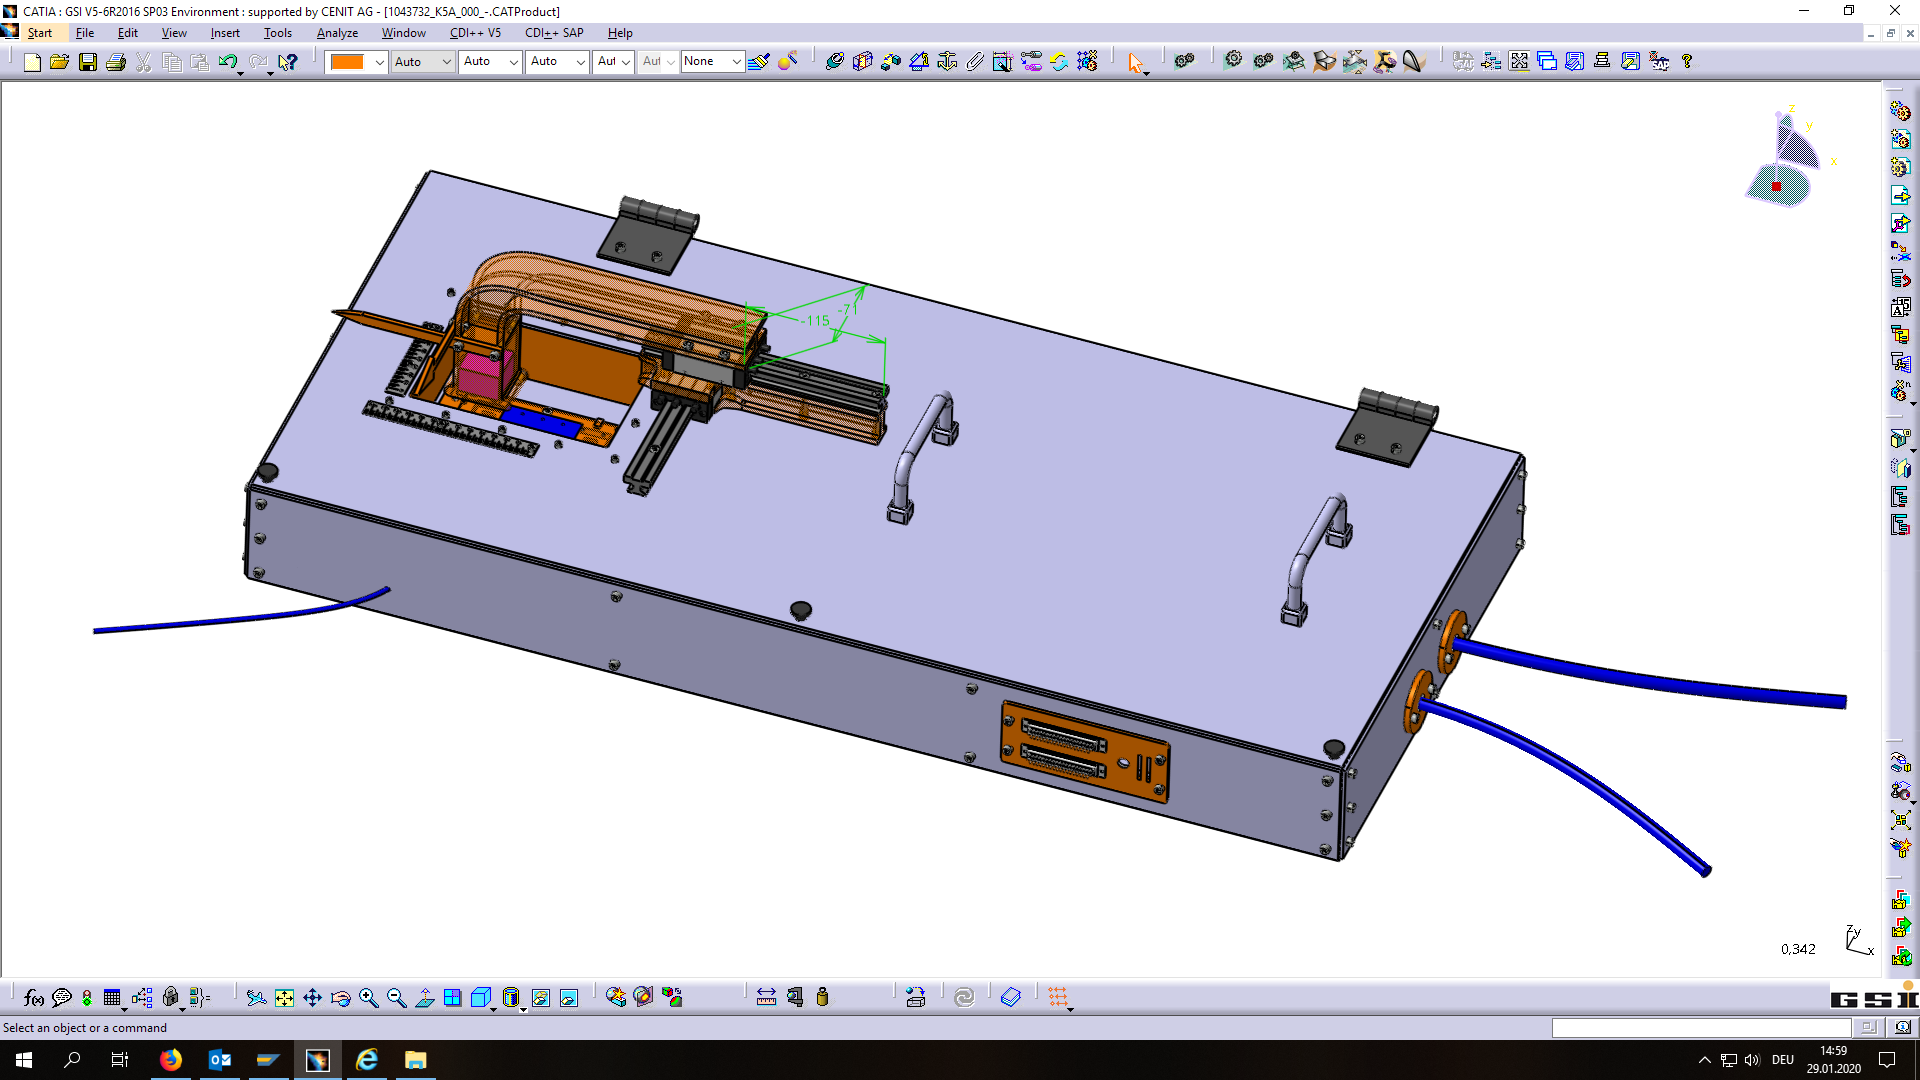 CATIA : GSI V5-6R2016 SP03 Environment : supported by CENIT AG - [1043732_K5A_000_-.CATProduct]
Start File Edit View Insert Tools Analyze Window CDI++ V5 CDI++ SAP Help
Auto Auto Auto Aut Aut None
z
y
x
-71
-115
0,342
z y
x
f(x)
GSI
Select an object or a command
DEU
14:59
29.01.2020